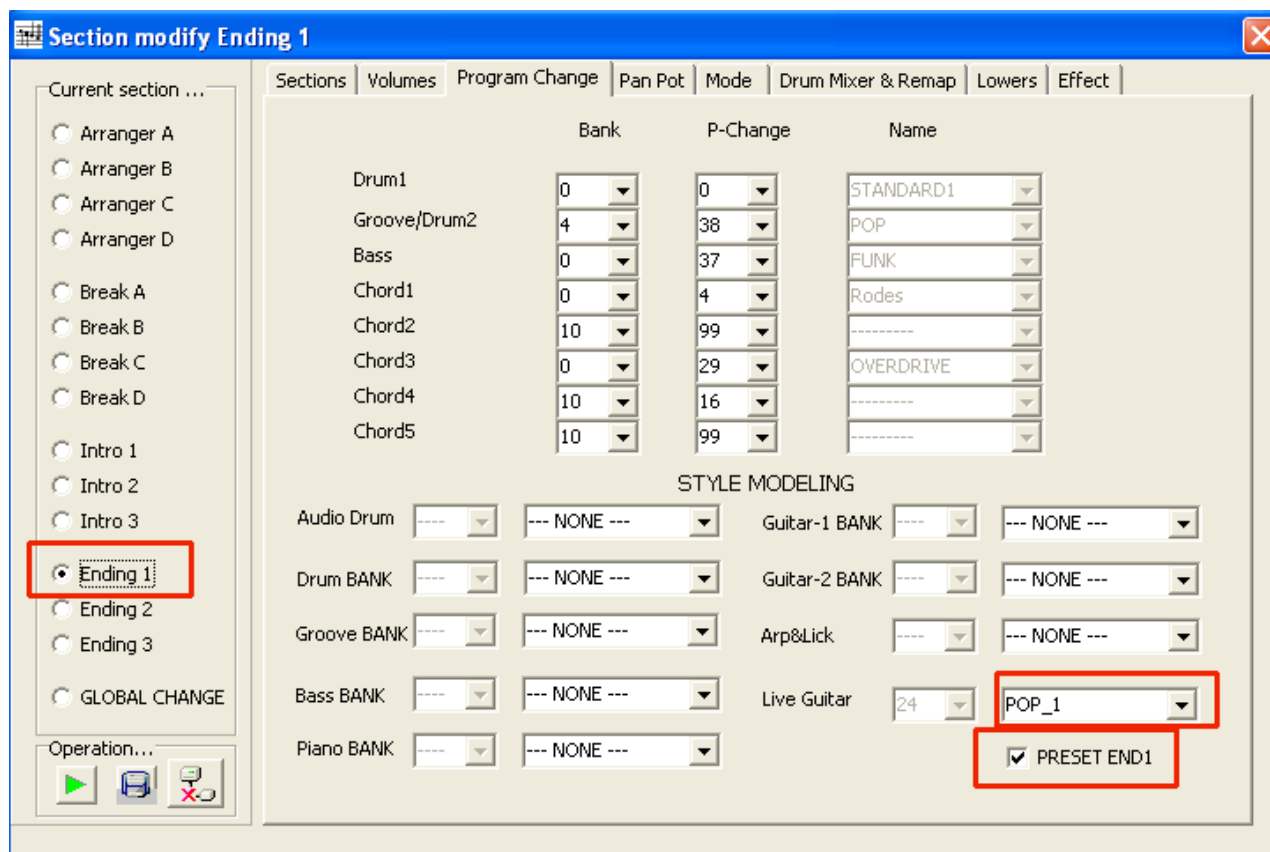 Section modify Ending 1
Current section ...
Arranger A
Arranger B
Arranger C
Arranger D
Break A
Break B
Break C
Break D
Intro 1
Intro 2
Intro 3
Ending 1
Ending 2
Ending 3
GLOBAL CHANGE
Operation...
Sections Volumes Program Change Pan Pot Mode Drum Mixer & Remap Lowers Effect
Bank P-Change Name
Drum1 0 0 STANDARD1
Groove/Drum2 4 38 POP
Bass 0 37 FUNK
Chord1 0 4 Rodes
Chord2 10 99 ---------
Chord3 0 29 OVERDRIVE
Chord4 10 16 ---------
Chord5 10 99 ---------
STYLE MODELING
Audio Drum ---- --- NONE --- Guitar-1 BANK ---- --- NONE ---
Drum BANK ---- --- NONE --- Guitar-2 BANK ---- --- NONE ---
Groove BANK ---- --- NONE --- Arp&Lick ---- --- NONE ---
Bass BANK ---- --- NONE --- Live Guitar 24 POP_1
Piano BANK ---- --- NONE --- PRESET END1